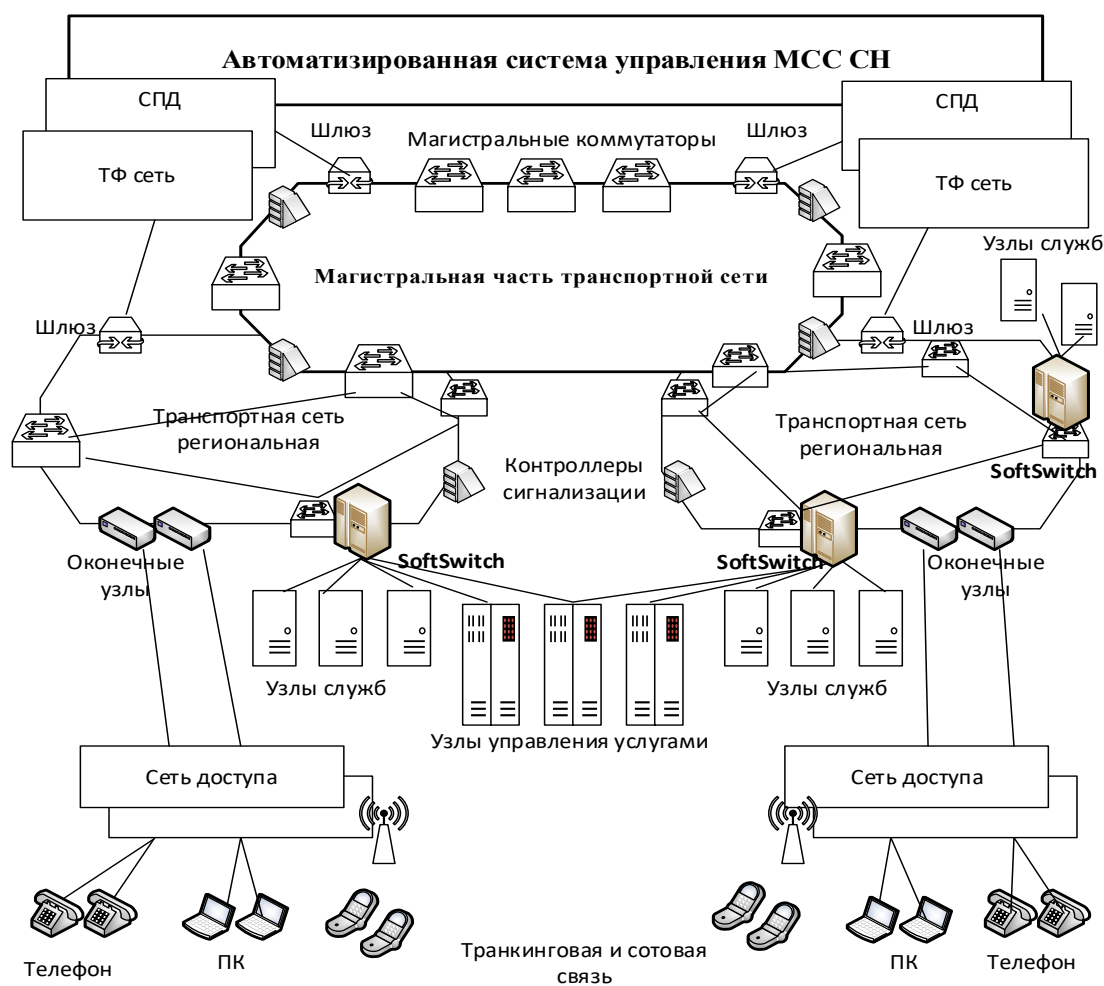 Автоматизированная система управления МСС СН
СПД
СПД
Шлюз
Магистральные коммутаторы
Шлюз
ТФ сеть
ТФ сеть
Узлы служб
Магистральная часть транспортной сети
Шлюз
Шлюз
Транспортная сеть
региональная
Транспортная сеть
региональная
Контроллеры
сигнализации
SoftSwitch
Оконечные
узлы
SoftSwitch
SoftSwitch
Оконечные
узлы
Узлы служб
Узлы служб
Узлы управления услугами
Сеть доступа
Сеть доступа
Телефон
ПК
Транкинговая и сотовая
связь
ПК
Телефон